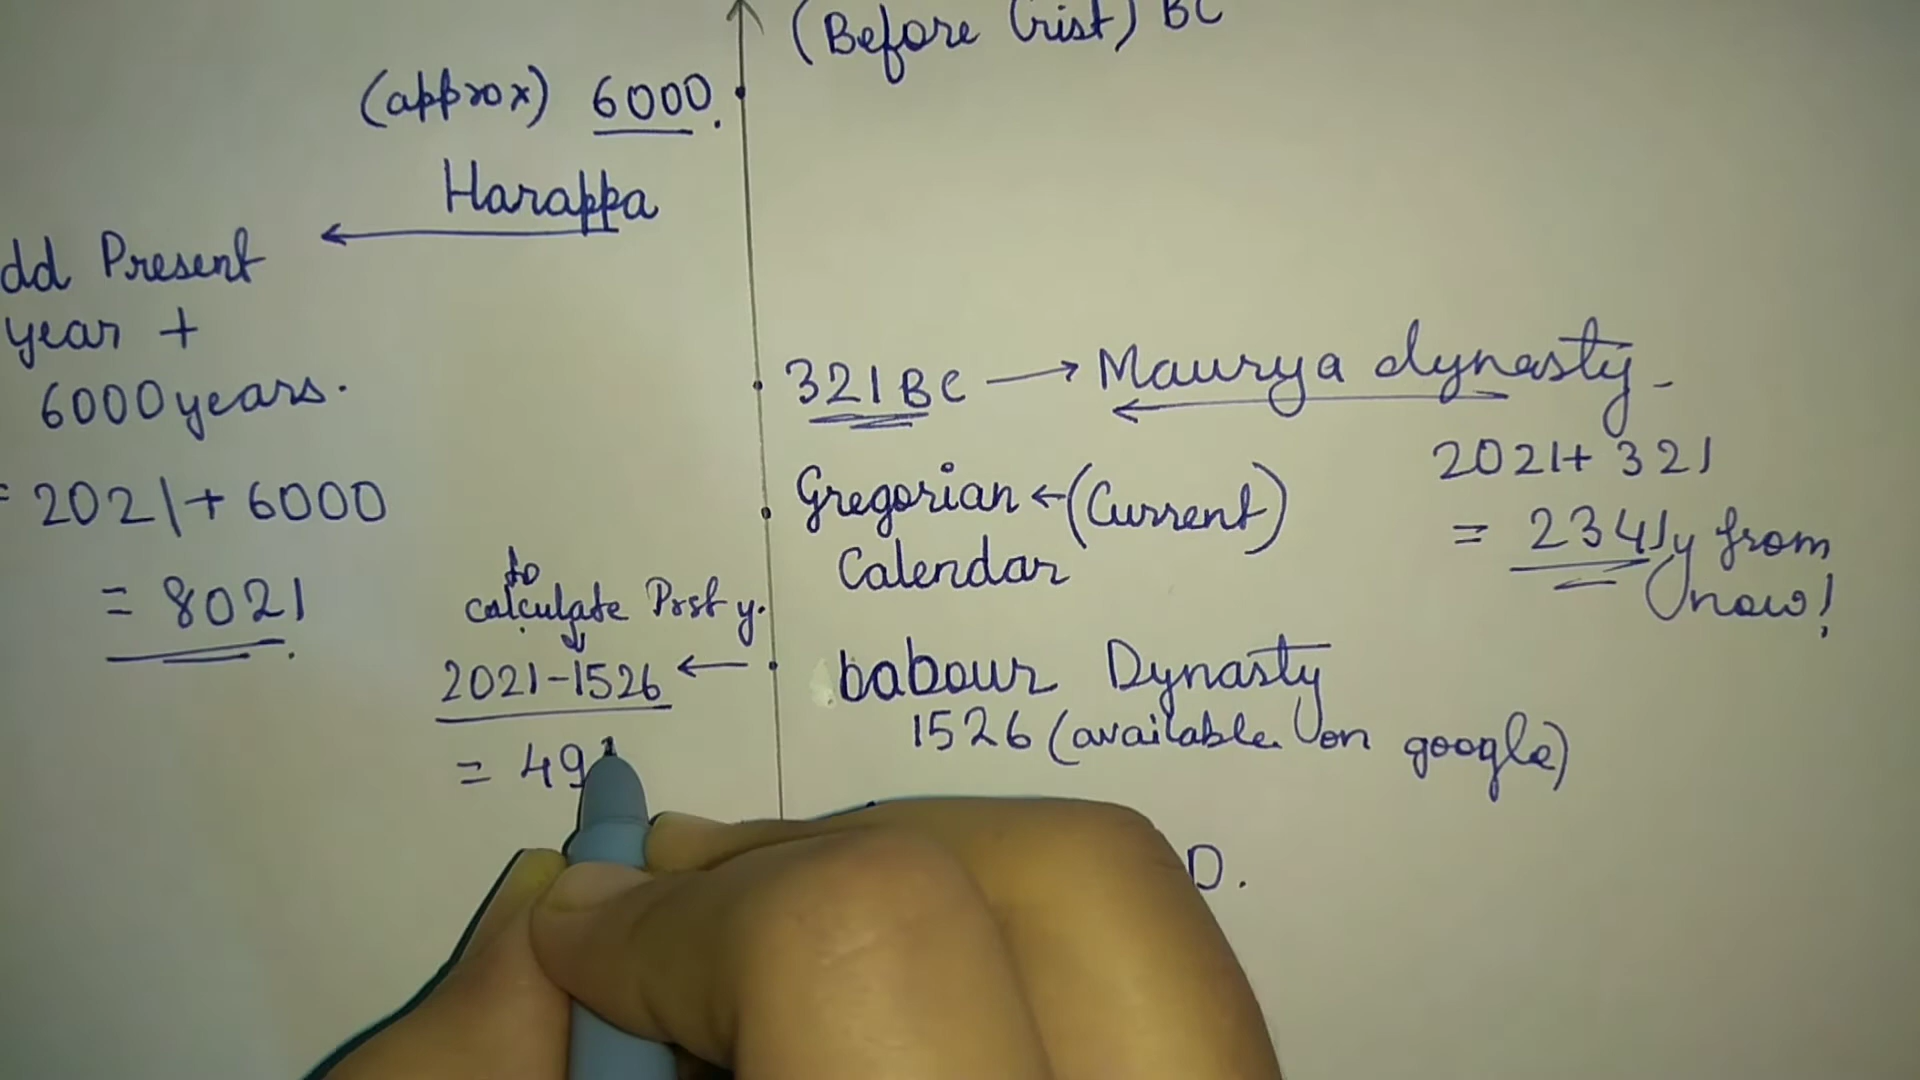 (Before Crist) BC
(approx) 6000.
Harappa
dd Present
year +
6000 years.
= 2021 + 6000
= 8021
321 BC → Maurya dynasty
2021 + 321
= 2341 y from
now!
Gregorian ← (Current)
Calendar
to
calculate Prst y.
2021-1526 ←
= 49
babour Dynasty
1526 (available on google)
D.